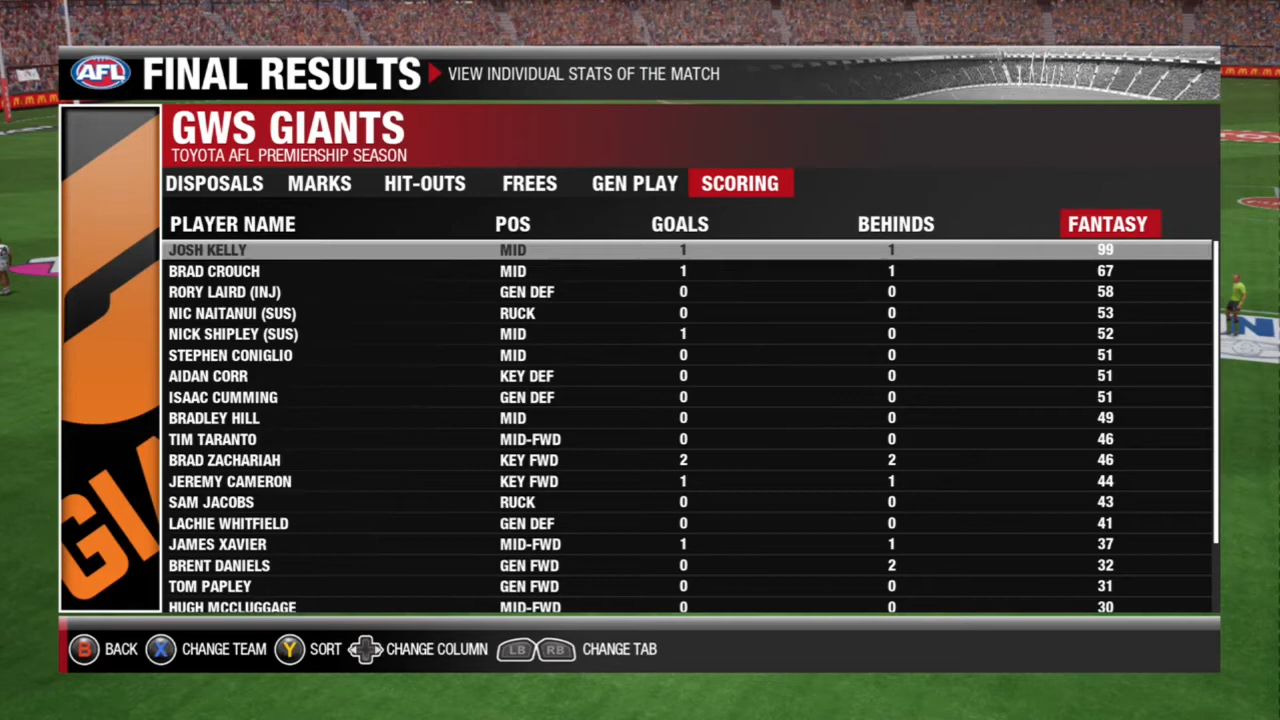 AFL FINAL RESULTS VIEW INDIVIDUAL STATS OF THE MATCH
GWS GIANTS
TOYOTA AFL PREMIERSHIP SEASON
DISPOSALS MARKS HIT-OUTS FREES GEN PLAY SCORING
PLAYER NAME POS GOALS BEHINDS FANTASY
JOSH KELLY MID 1 1 99
BRAD CROUCH MID 1 1 67
RORY LAIRD (INJ) GEN DEF 0 0 58
NIC NAITANUI (SUS) RUCK 0 0 53
NICK SHIPLEY (SUS) MID 1 0 52
STEPHEN CONIGLIO MID 0 0 51
AIDAN CORR KEY DEF 0 0 51
ISAAC CUMMING GEN DEF 0 0 51
BRADLEY HILL MID 0 0 49
TIM TARANTO MID-FWD 0 0 46
BRAD ZACHARIAH KEY FWD 2 2 46
JEREMY CAMERON KEY FWD 1 1 44
SAM JACOBS RUCK 0 0 43
LACHIE WHITFIELD GEN DEF 0 0 41
JAMES XAVIER MID-FWD 1 1 37
BRENT DANIELS GEN FWD 0 2 32
TOM PAPLEY GEN FWD 0 0 31
HUGH MCCLUGGAGE MID-FWD 0 0 30
GIA
B BACK X CHANGE TEAM Y SORT CHANGE COLUMN LB RB CHANGE TAB